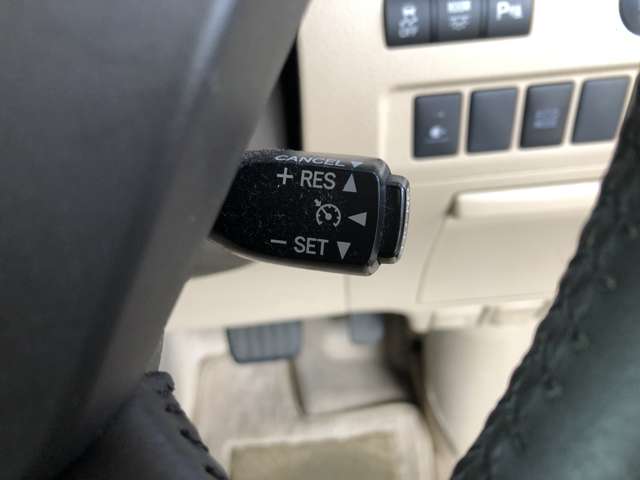 CANCEL
+ RES
- SET
P